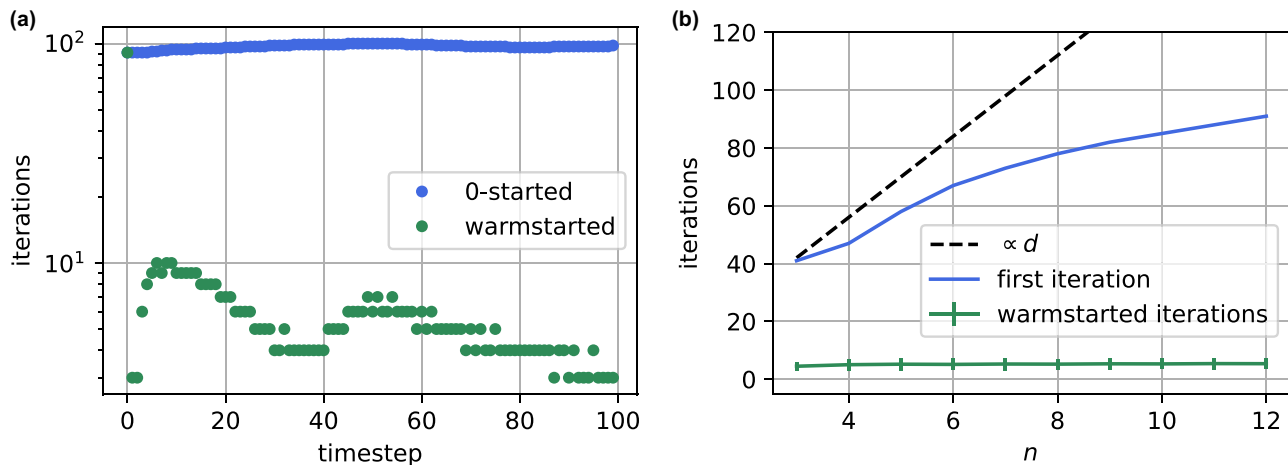 (a)
10²
10¹
iterations
0-started
warmstarted
0
20
40
60
80
100
timestep
(b)
120
100
80
60
40
20
0
iterations
∝ d
first iteration
warmstarted iterations
4
6
8
10
12
n